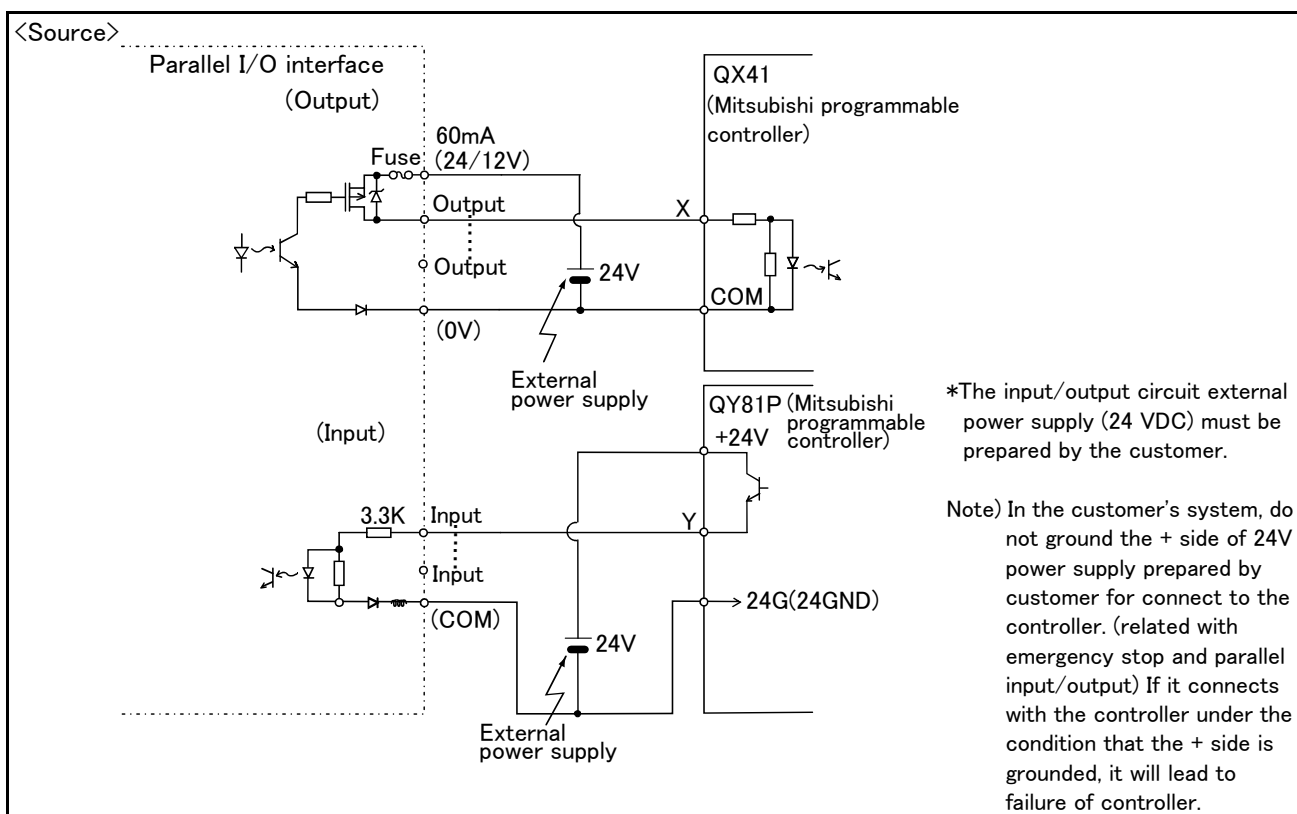 <Source>
Parallel I/O interface
(Output)
QX41
(Mitsubishi programmable
controller)
60mA
Fuse (24/12V)
Output
X
Output
24V
COM
(0V)
External
power supply
(Input)
QY81P (Mitsubishi
programmable
+24V controller)
3.3K
Input
Y
Input
(COM)
24G(24GND)
24V
External
power supply
*The input/output circuit external
power supply (24 VDC) must be
prepared by the customer.
Note) In the customer's system, do
not ground the + side of 24V
power supply prepared by
customer for connect to the
controller. (related with
emergency stop and parallel
input/output) If it connects
with the controller under the
condition that the + side is
grounded, it will lead to
failure of controller.